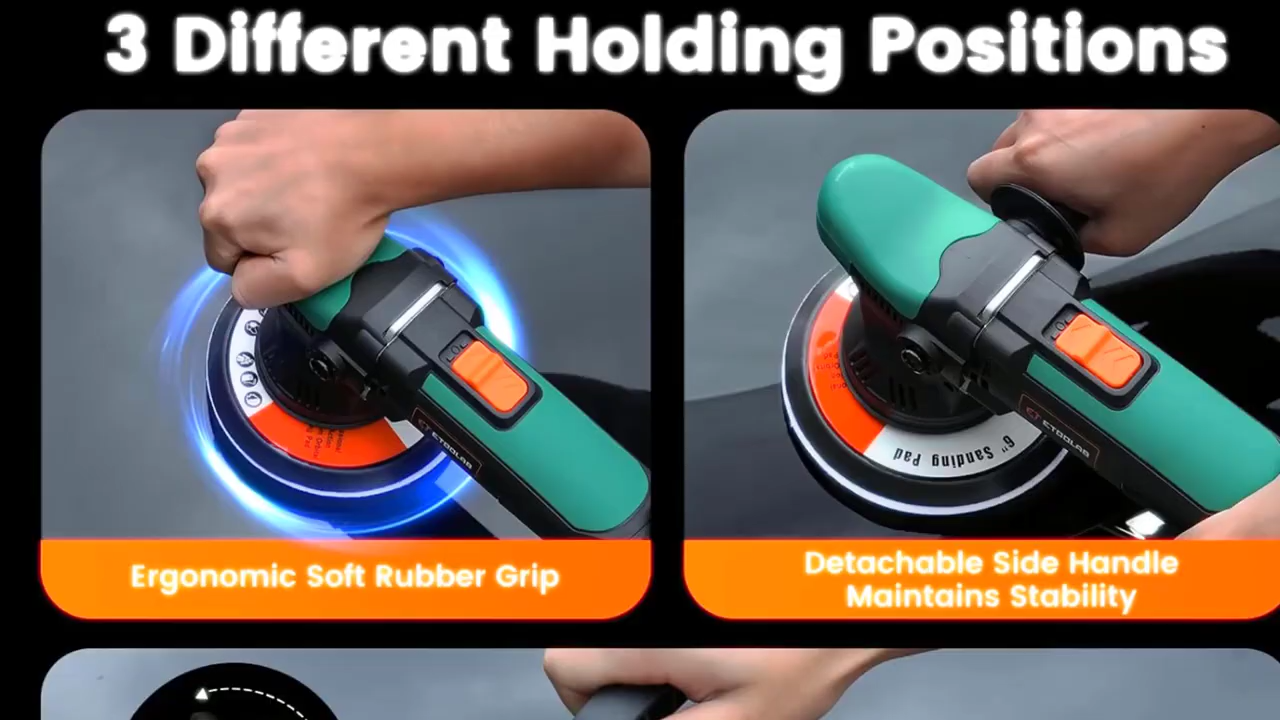 3 Different Holding Positions
ETOOLAB
ETOOLAB
6" Sanding Pad
Ergonomic Soft Rubber Grip
Detachable Side Handle
Maintains Stability